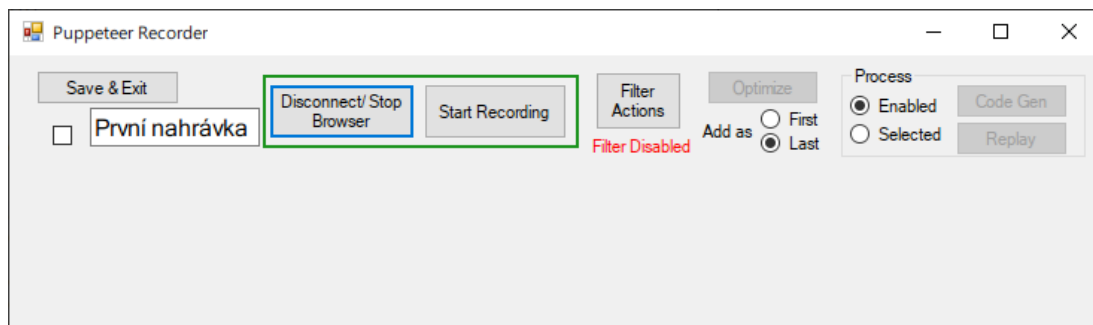 Puppeteer Recorder
Save & Exit
První nahrávka
Disconnect/ Stop
Browser
Start Recording
Filter
Actions
Filter Disabled
Optimize
Add as
First
Last
Process
Enabled
Selected
Code Gen
Replay